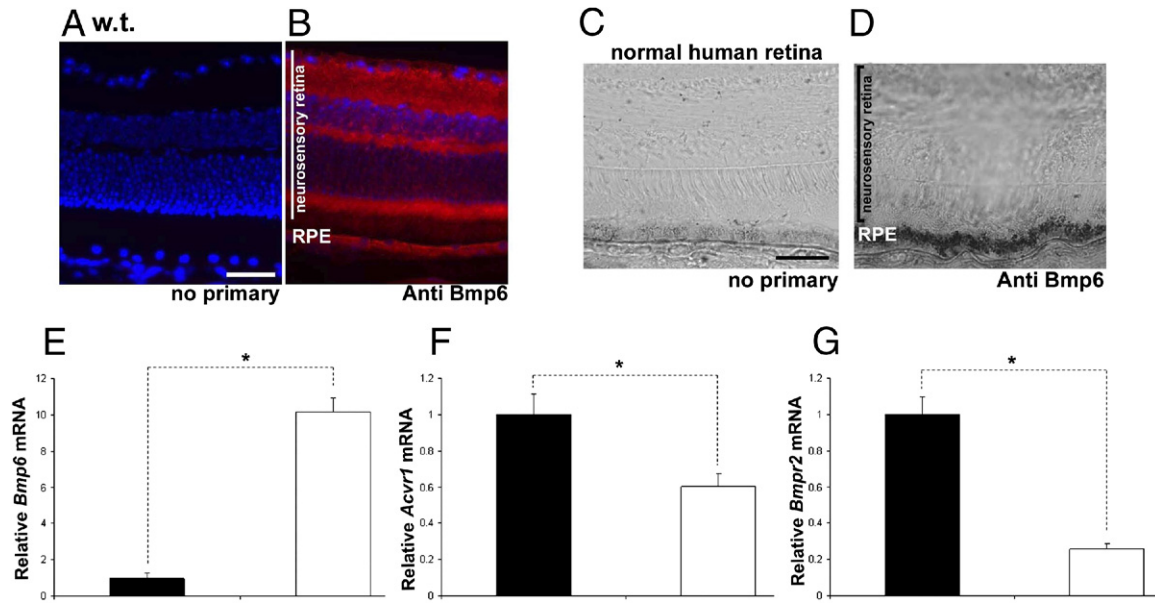 A w.t.
B
neurosensory retina
RPE
no primary
Anti Bmp6
C
normal human retina
no primary
D
neurosensory retina
RPE
Anti Bmp6
E
Relative Bmp6 mRNA
12
10
8
6
4
2
0
*
F
Relative Acvr1 mRNA
1.2
1
0.8
0.6
0.4
0.2
0
*
G
Relative Bmpr2 mRNA
1.2
1
0.8
0.6
0.4
0.2
0
*